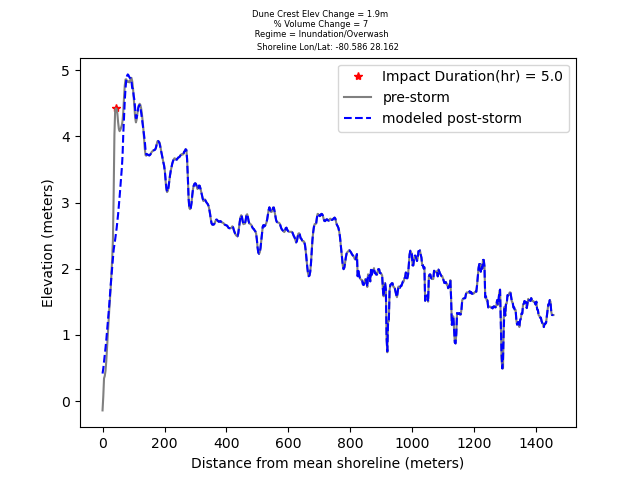 Dune Crest Elev Change = 1.9m
% Volume Change = 7
Regime = Inundation/Overwash
Shoreline Lon/Lat: -80.586 28.162
Impact Duration(hr) = 5.0
pre-storm
modeled post-storm
Elevation (meters)
5
4
3
2
1
0
0 200 400 600 800 1000 1200 1400
Distance from mean shoreline (meters)